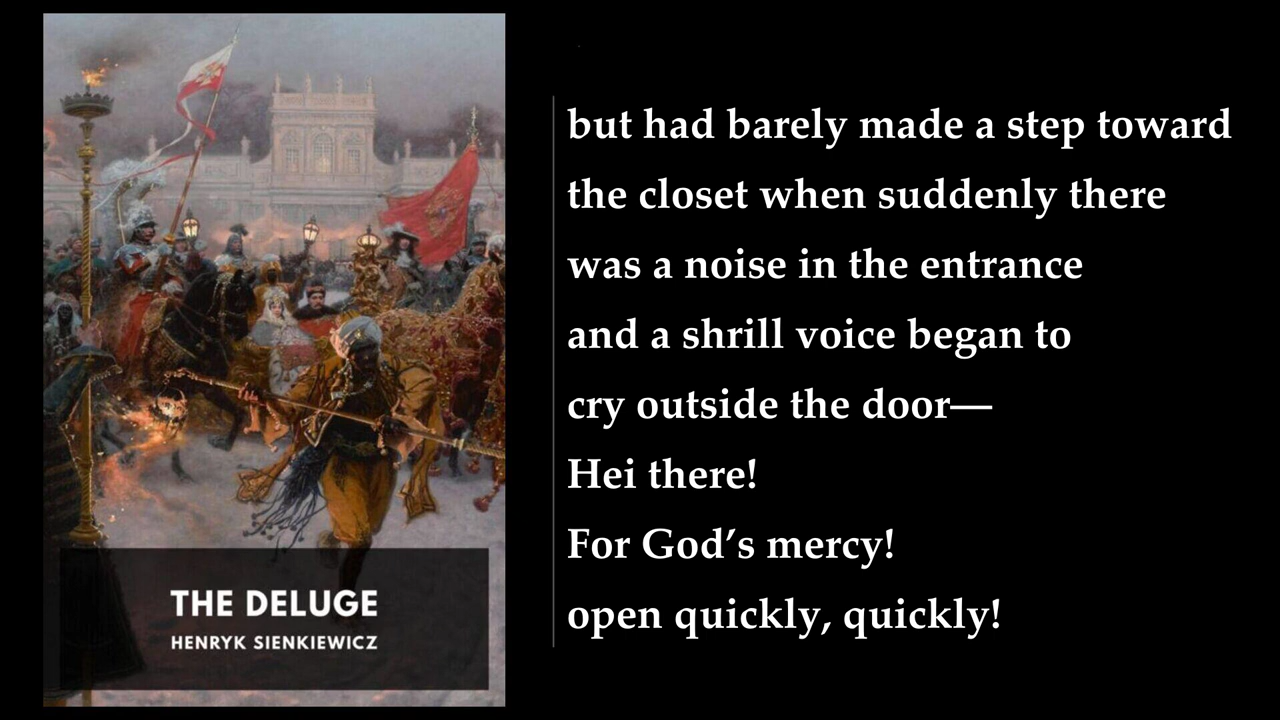 THE DELUGE
HENRYK SIENKIEWICZ
but had barely made a step toward
the closet when suddenly there
was a noise in the entrance
and a shrill voice began to
cry outside the door—
Hei there!
For God’s mercy!
open quickly, quickly!